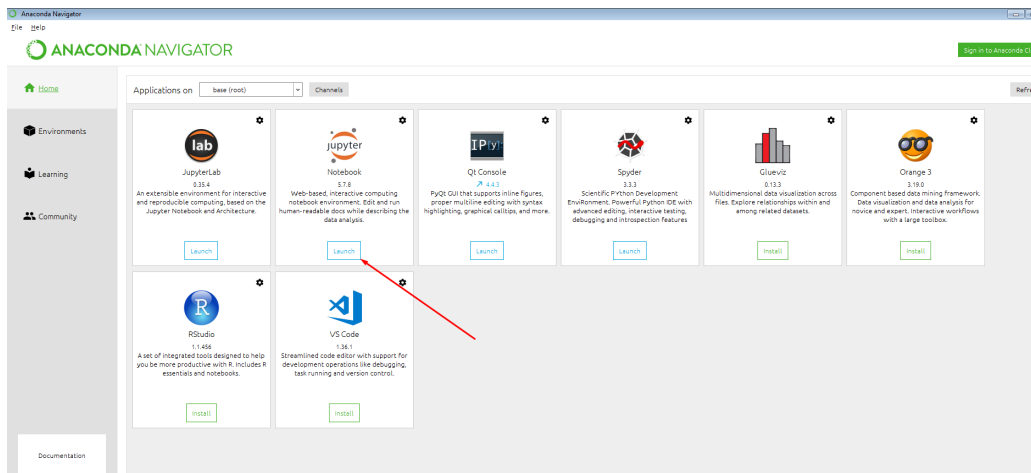 Anaconda Navigator
File Help
ANACONDA NAVIGATOR
Sign in to Anaconda Cl
Home
Applications on base (root) Channels
Refre
Environments
Learning
Community
Documentation
lab
JupyterLab
0.35.4
An extensible environment for interactive
and reproducible computing, based on the
Jupyter Notebook and Architecture.
Launch
jupyter
Notebook
5.7.8
Web-based, interactive computing
notebook environment. Edit and run
human-readable docs while describing the
data analysis.
Launch
IP[y]:
Qt Console
4.4.3
PyQt GUI that supports inline figures,
proper multiline editing with syntax
highlighting, graphical calltips, and more.
Launch
Spyder
3.3.3
Scientific PYthon Development
EnviRonment. Powerful Python IDE with
advanced editing, interactive testing,
debugging and introspection features
Launch
Glueviz
0.13.3
Multidimensional data visualization across
files. Explore relationships within and
among related datasets.
Install
Orange 3
3.19.0
Component based data mining framework.
Data visualization and data analysis for
novice and expert. Interactive workflows
with a large toolbox.
Install
R
RStudio
1.1.456
A set of integrated tools designed to help
you be more productive with R. Includes R
essentials and notebooks.
Install
VS Code
1.36.1
Streamlined code editor with support for
development operations like debugging,
task running and version control.
Install